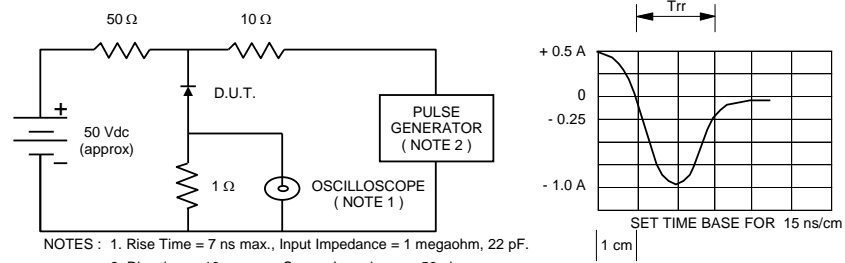 50 Ω
10 Ω
D.U.T.
+
50 Vdc
(approx)
−
1 Ω
PULSE
GENERATOR
( NOTE 2 )
OSCILLOSCOPE
( NOTE 1 )
Trr
+ 0.5 A
0
- 0.25
- 1.0 A
SET TIME BASE FOR 15 ns/cm
1 cm
NOTES : 1. Rise Time = 7 ns max., Input Impedance = 1 megaohm, 22 pF.